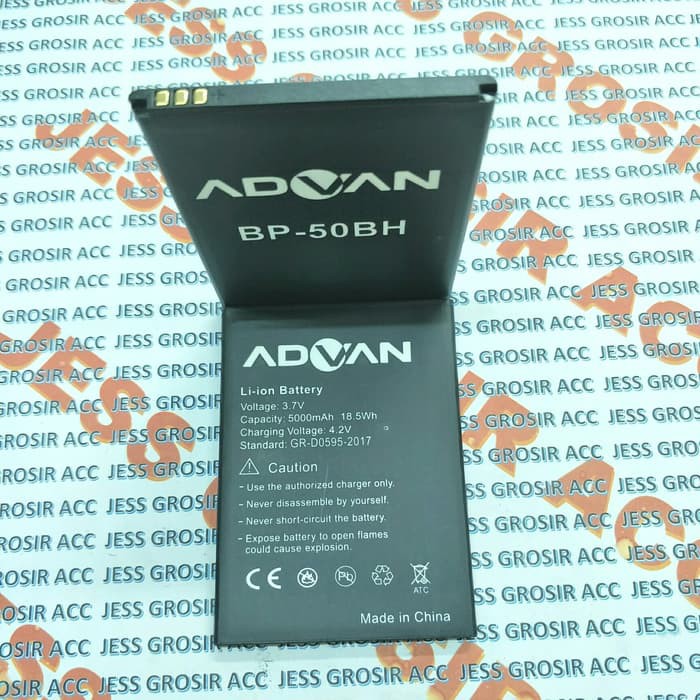 ADVAN
BP-50BH
ADVAN
Li-ion Battery
Voltage: 3.7V
Capacity: 5000mAh 18.5Wh
Charging Voltage: 4.2V
Standard: GR-D0595-2017
Caution
- Use the authorized charger only.
- Never disassemble by yourself.
- Never short-circuit the battery.
- Expose battery to open flames
could cause explosion.
CE
Pb
ATC
Made in China
JESS GROSIR ACC